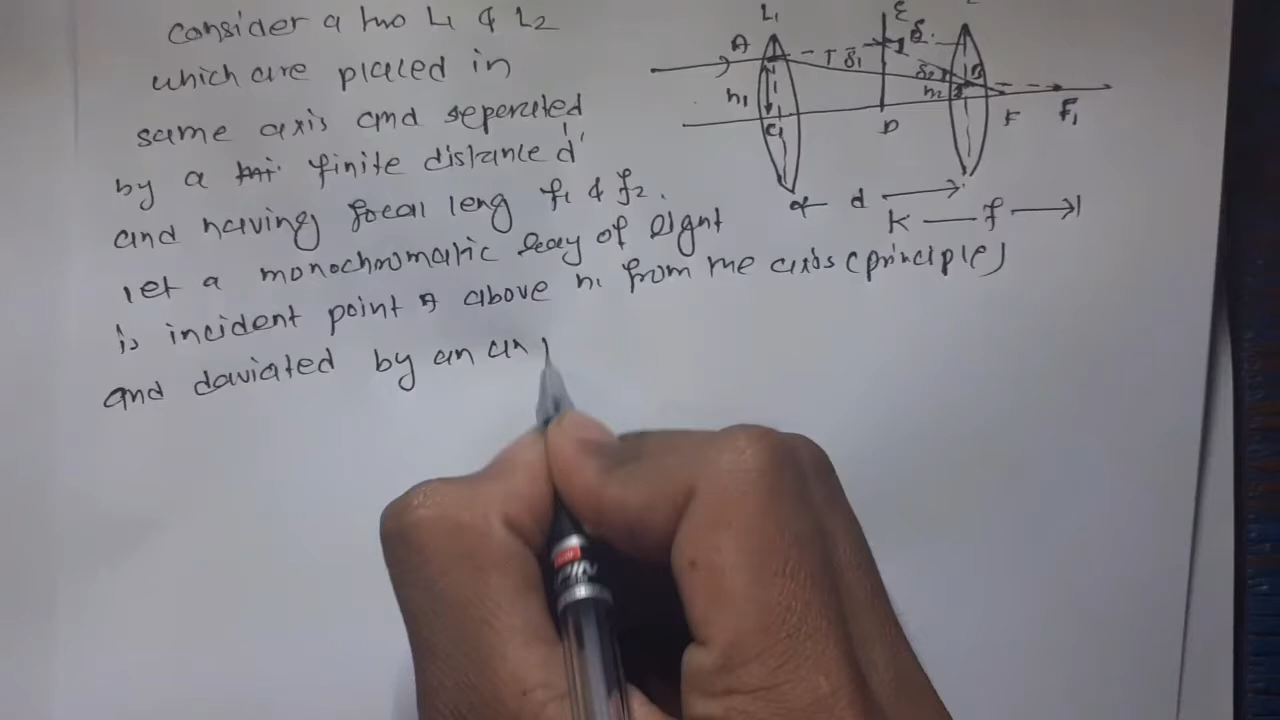 consider a two L1 & L2
which are placed in
same axis and seperated
by a finite distance 'd'
and having focal leng f1 & f2.
let a monochromatic ray of light
is incident point A above h1 from the axis (principle)
and daviated by an an
L1
E
A
δ
δ1
δ2
B
h1
h2
C1
D
F
F1
d
f
PIN